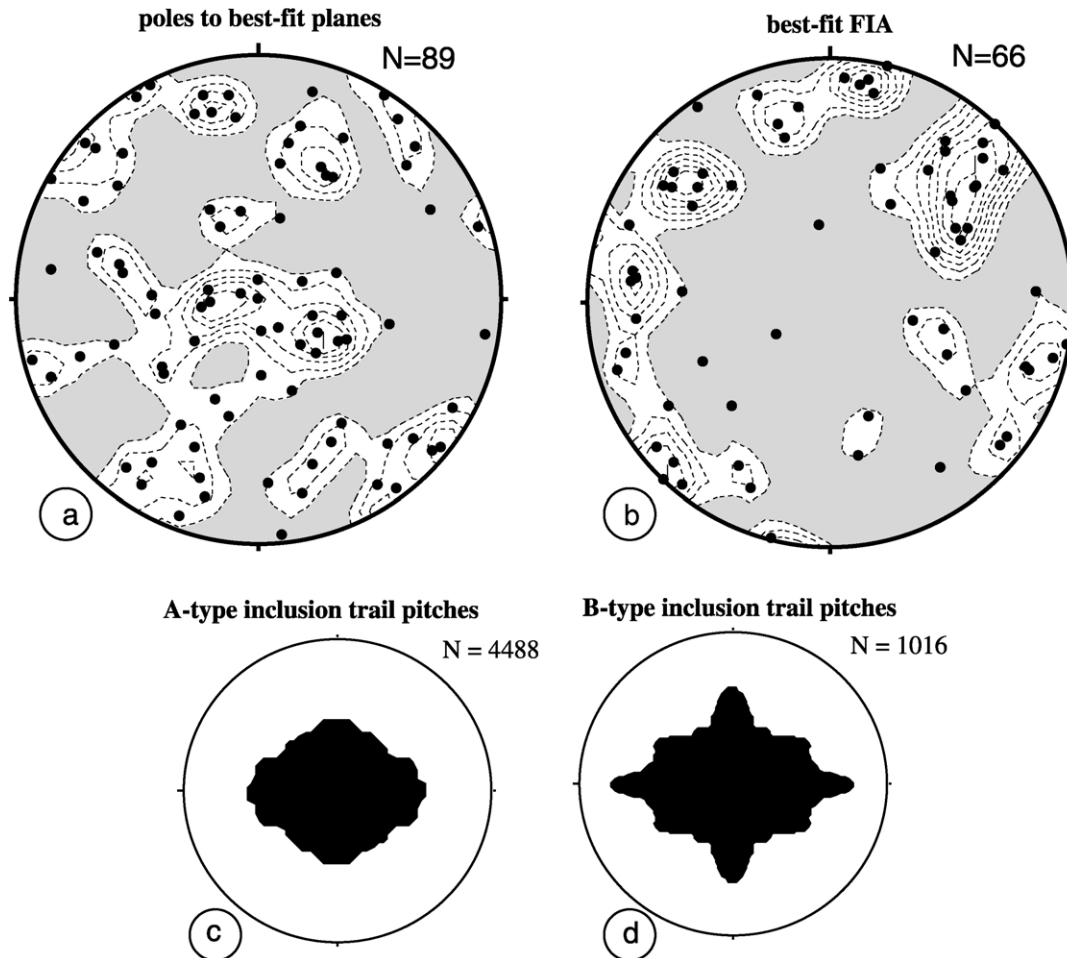 poles to best-fit planes
N=89
best-fit FIA
N=66
a
b
A-type inclusion trail pitches
N = 4488
B-type inclusion trail pitches
N = 1016
c
d